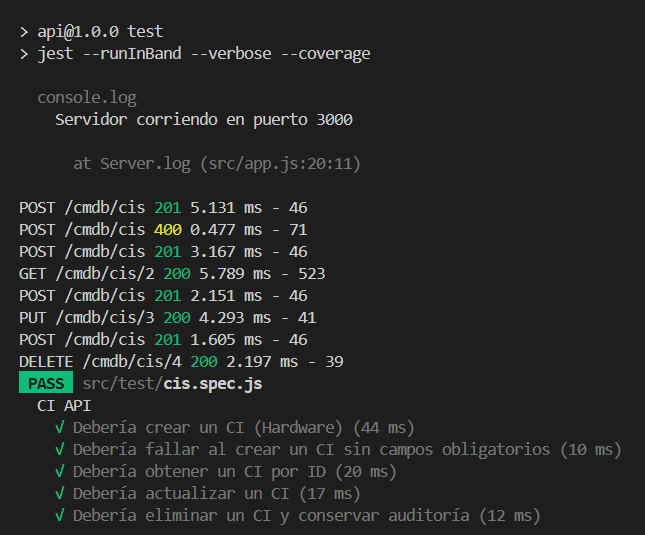 > api@1.0.0 test
> jest --runInBand --verbose --coverage
console.log
Servidor corriendo en puerto 3000
at Server.log (src/app.js:20:11)
POST /cmdb/cis 201 5.131 ms - 46
POST /cmdb/cis 400 0.477 ms - 71
POST /cmdb/cis 201 3.167 ms - 46
GET /cmdb/cis/2 200 5.789 ms - 523
POST /cmdb/cis 201 2.151 ms - 46
PUT /cmdb/cis/3 200 4.293 ms - 41
POST /cmdb/cis 201 1.605 ms - 46
DELETE /cmdb/cis/4 200 2.197 ms - 39
PASS src/test/cis.spec.js
CI API
√ Debería crear un CI (Hardware) (44 ms)
√ Debería fallar al crear un CI sin campos obligatorios (10 ms)
√ Debería obtener un CI por ID (20 ms)
√ Debería actualizar un CI (17 ms)
√ Debería eliminar un CI y conservar auditoría (12 ms)